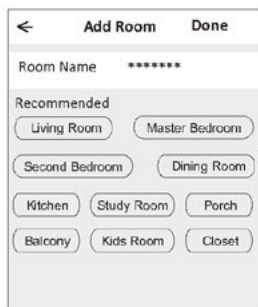 ← Add Room Done
Room Name *******
Recommended
Living Room Master Bedroom
Second Bedroom Dining Room
Kitchen Study Room Porch
Balcony Kids Room Closet